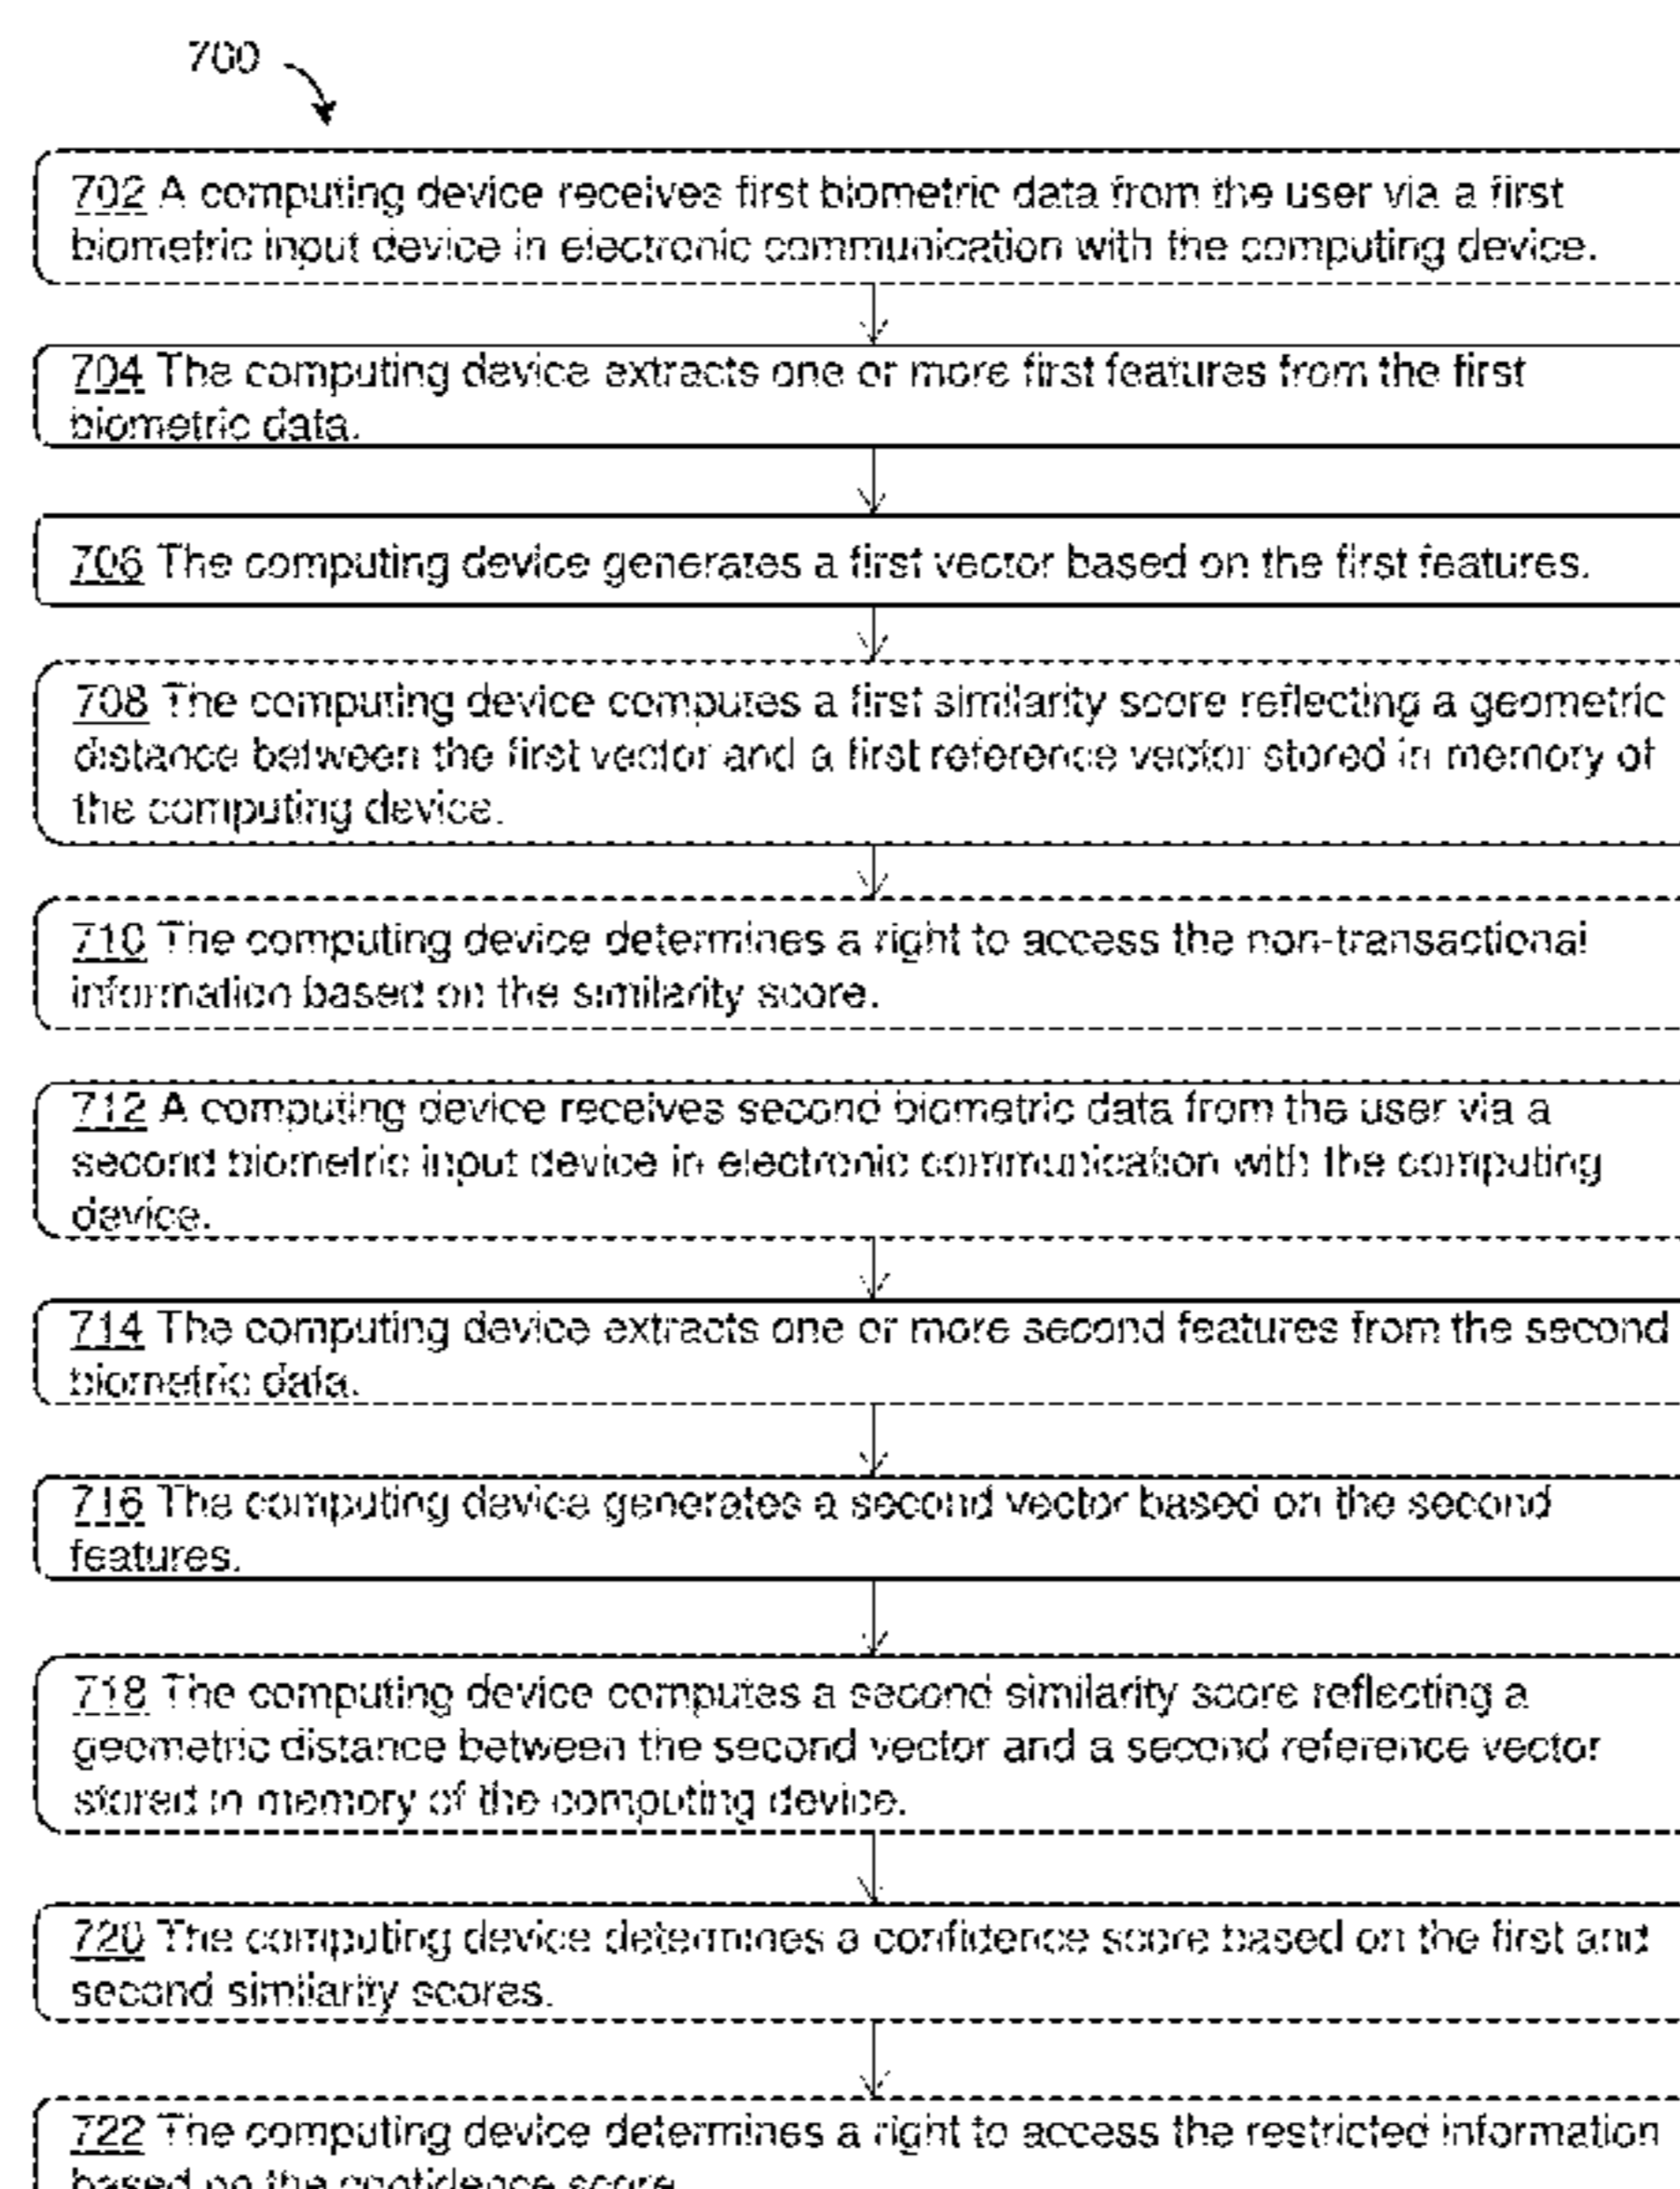 700
702 A computing device receives first biometric data from the user via a first
biometric input device in electronic communication with the computing device.
704 The computing device extracts one or more first features from the first
biometric data.
706 The computing device generates a first vector based on the first features.
708 The computing device computes a first similarity score reflecting a geometric
distance between the first vector and a first reference vector stored in memory of
the computing device.
710 The computing device determines a right to access the non-transactional
information based on the similarity score.
712 A computing device receives second biometric data from the user via a
second biometric input device in electronic communication with the computing
device.
714 The computing device extracts one or more second features from the second
biometric data.
716 The computing device generates a second vector based on the second
features.
718 The computing device computes a second similarity score reflecting a
geometric distance between the second vector and a second reference vector
stored in memory of the computing device.
720 The computing device determines a confidence score based on the first and
second similarity scores.
722 The computing device determines a right to access the restricted information
based on the confidence score